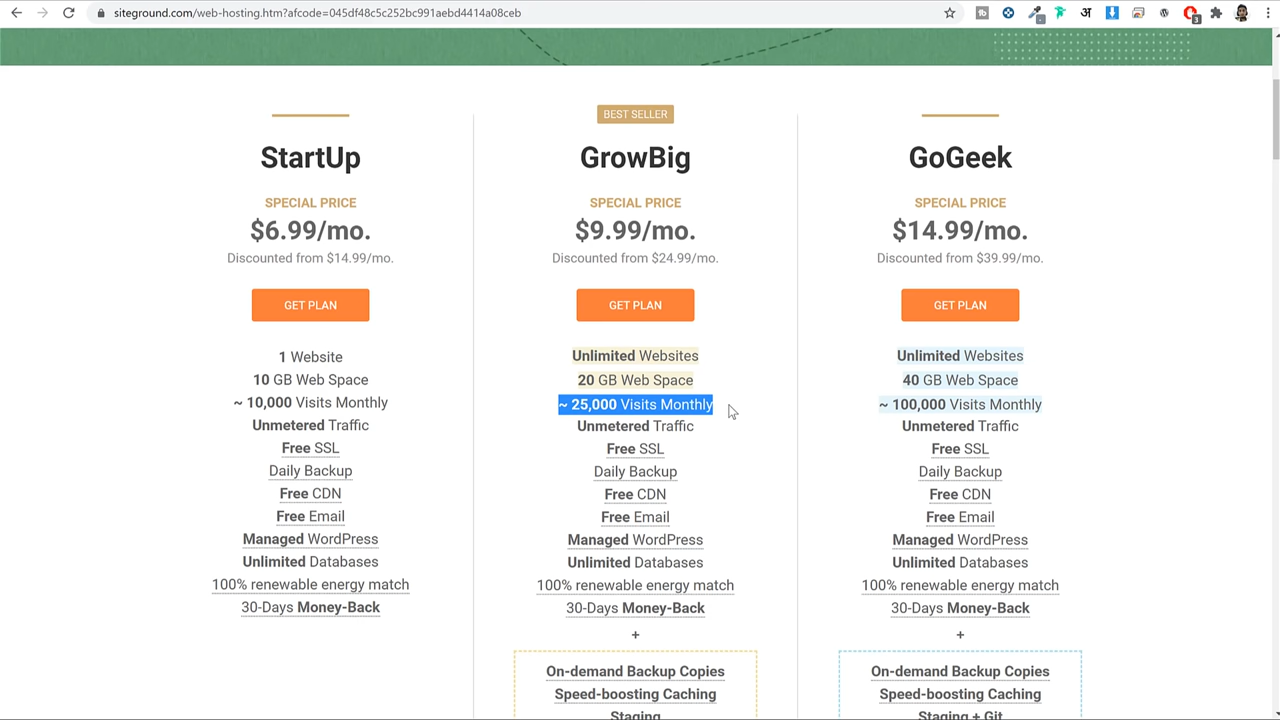 siteground.com/web-hosting.htm?afcode=045df48c5c252bc991aebd4414a08ceb
StartUp
SPECIAL PRICE
$6.99/mo.
Discounted from $14.99/mo.
GET PLAN
1 Website
10 GB Web Space
~ 10,000 Visits Monthly
Unmetered Traffic
Free SSL
Daily Backup
Free CDN
Free Email
Managed WordPress
Unlimited Databases
100% renewable energy match
30-Days Money-Back
BEST SELLER
GrowBig
SPECIAL PRICE
$9.99/mo.
Discounted from $24.99/mo.
GET PLAN
Unlimited Websites
20 GB Web Space
~ 25,000 Visits Monthly
Unmetered Traffic
Free SSL
Daily Backup
Free CDN
Free Email
Managed WordPress
Unlimited Databases
100% renewable energy match
30-Days Money-Back
+
On-demand Backup Copies
Speed-boosting Caching
Staging
GoGeek
SPECIAL PRICE
$14.99/mo.
Discounted from $39.99/mo.
GET PLAN
Unlimited Websites
40 GB Web Space
~ 100,000 Visits Monthly
Unmetered Traffic
Free SSL
Daily Backup
Free CDN
Free Email
Managed WordPress
Unlimited Databases
100% renewable energy match
30-Days Money-Back
+
On-demand Backup Copies
Speed-boosting Caching
Staging + Git